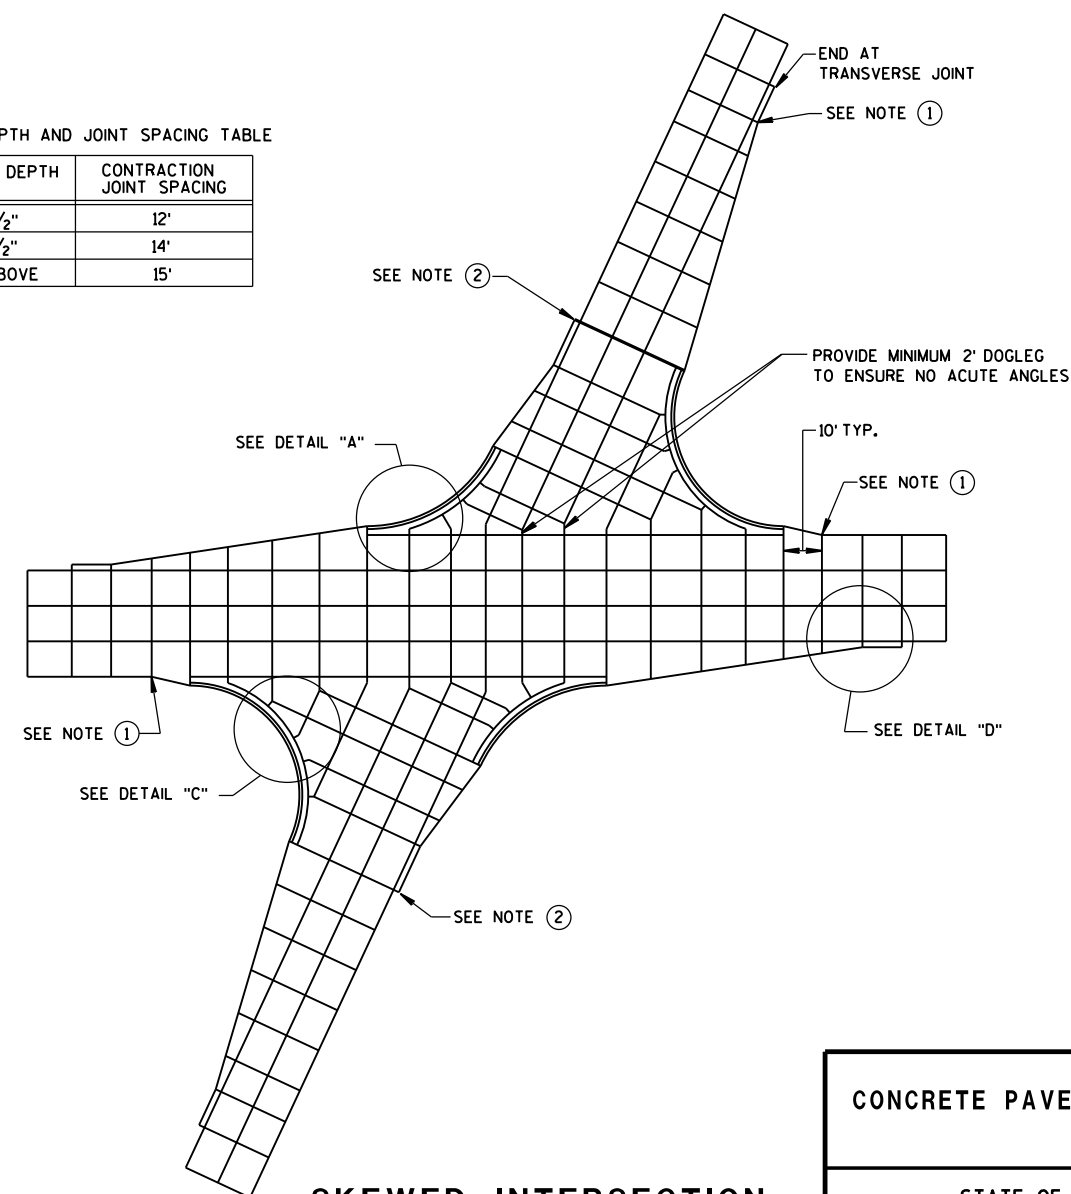 END AT
TRANSVERSE JOINT
SEE NOTE 1
PTH AND JOINT SPACING TABLE
DEPTH
CONTRACTION
JOINT SPACING
/2" 12'
/2" 14'
BOVE 15'
SEE NOTE 2
PROVIDE MINIMUM 2' DOGLEG
TO ENSURE NO ACUTE ANGLES
10' TYP.
SEE DETAIL "A"
SEE NOTE 1
SEE NOTE 1
SEE DETAIL "D"
SEE DETAIL "C"
SEE NOTE 2
CONCRETE PAVE
SKEWED INTERSECTION
STATE OF